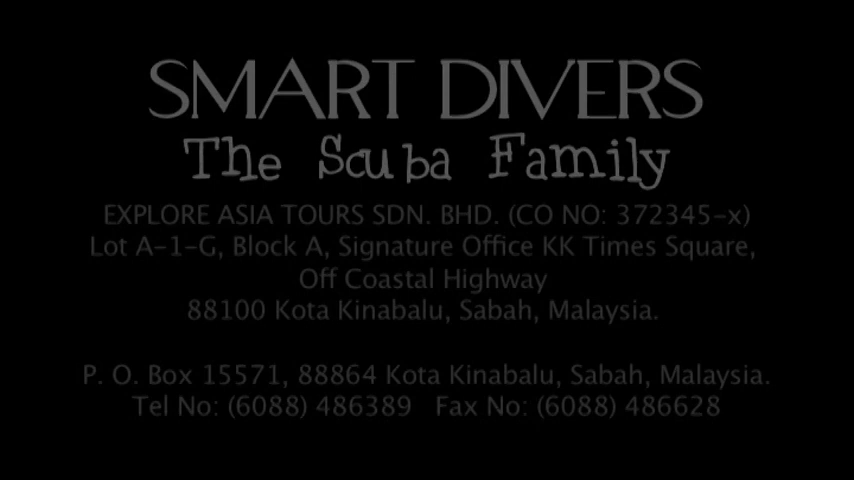 SMART DIVERS
The Scuba Family
EXPLORE ASIA TOURS SDN. BHD. (CO NO: 372345-x)
Lot A-1-G, Block A, Signature Office KK Times Square,
Off Coastal Highway
88100 Kota Kinabalu, Sabah, Malaysia.
P. O. Box 15571, 88864 Kota Kinabalu, Sabah, Malaysia.
Tel No: (6088) 486389 Fax No: (6088) 486628